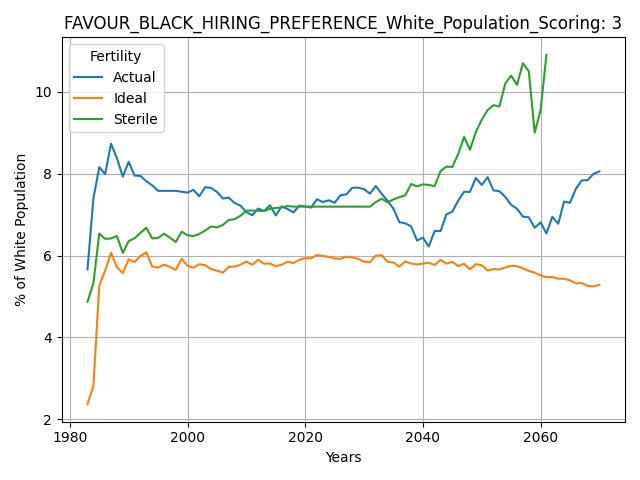 FAVOUR_BLACK_HIRING_PREFERENCE_White_Population_Scoring: 3
Fertility
Actual
Ideal
Sterile
% of White Population
10
8
6
4
2
1980
2000
2020
2040
2060
Years